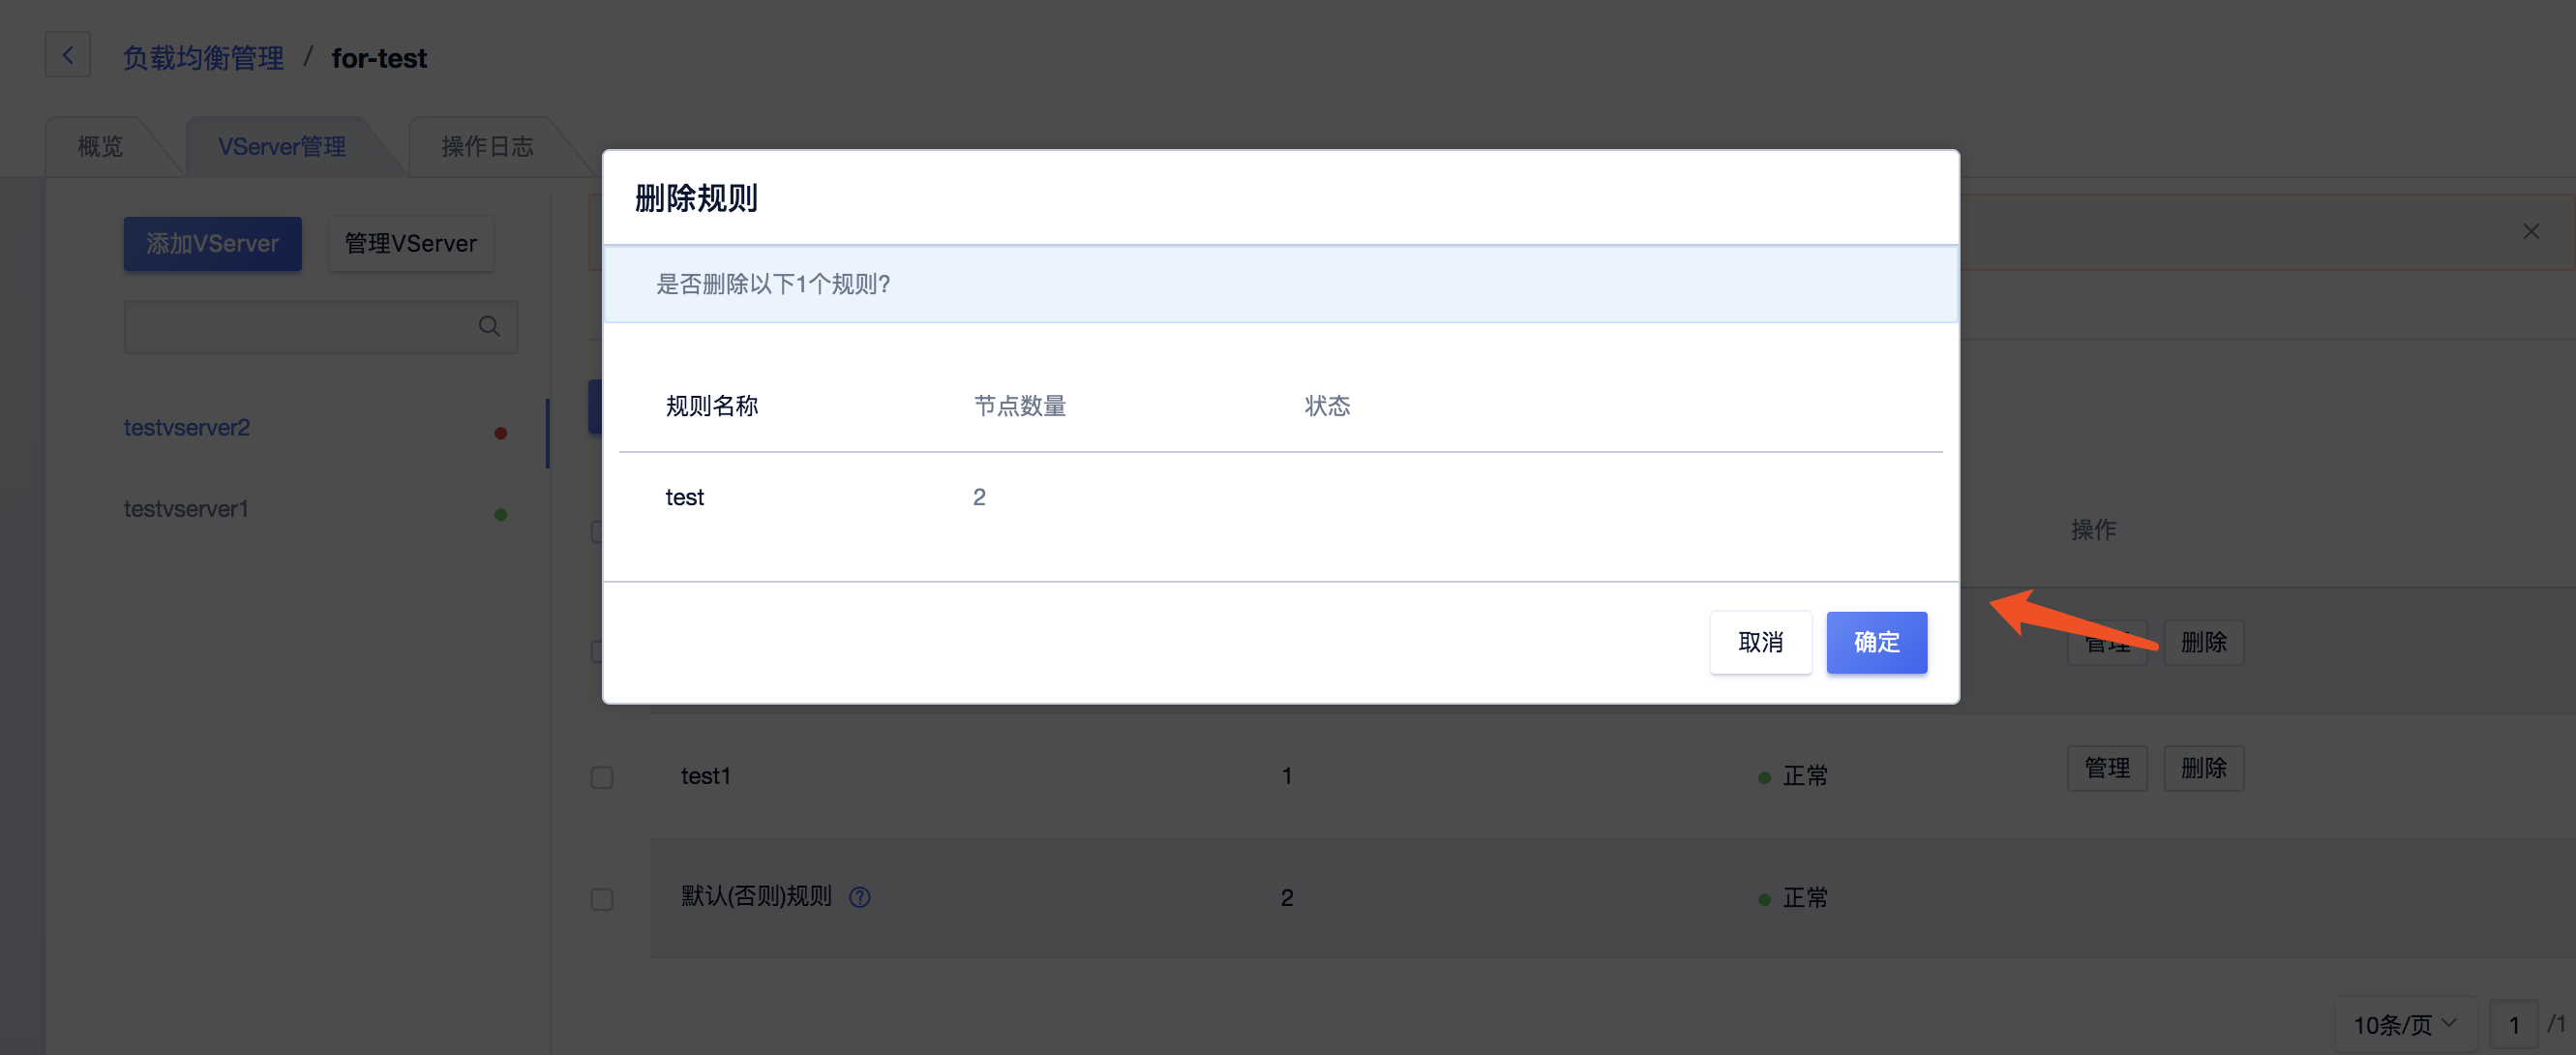 负载均衡管理 / for-test
概览 VServer管理 操作日志
添加VServer 管理VServer
testvserver2
testvserver1
删除规则
是否删除以下1个规则?
规则名称 节点数量 状态
test 2
取消 确定
操作
管理 删除
test1 1 正常 管理 删除
默认(否则)规则 ? 2 正常
10条/页 1 /1